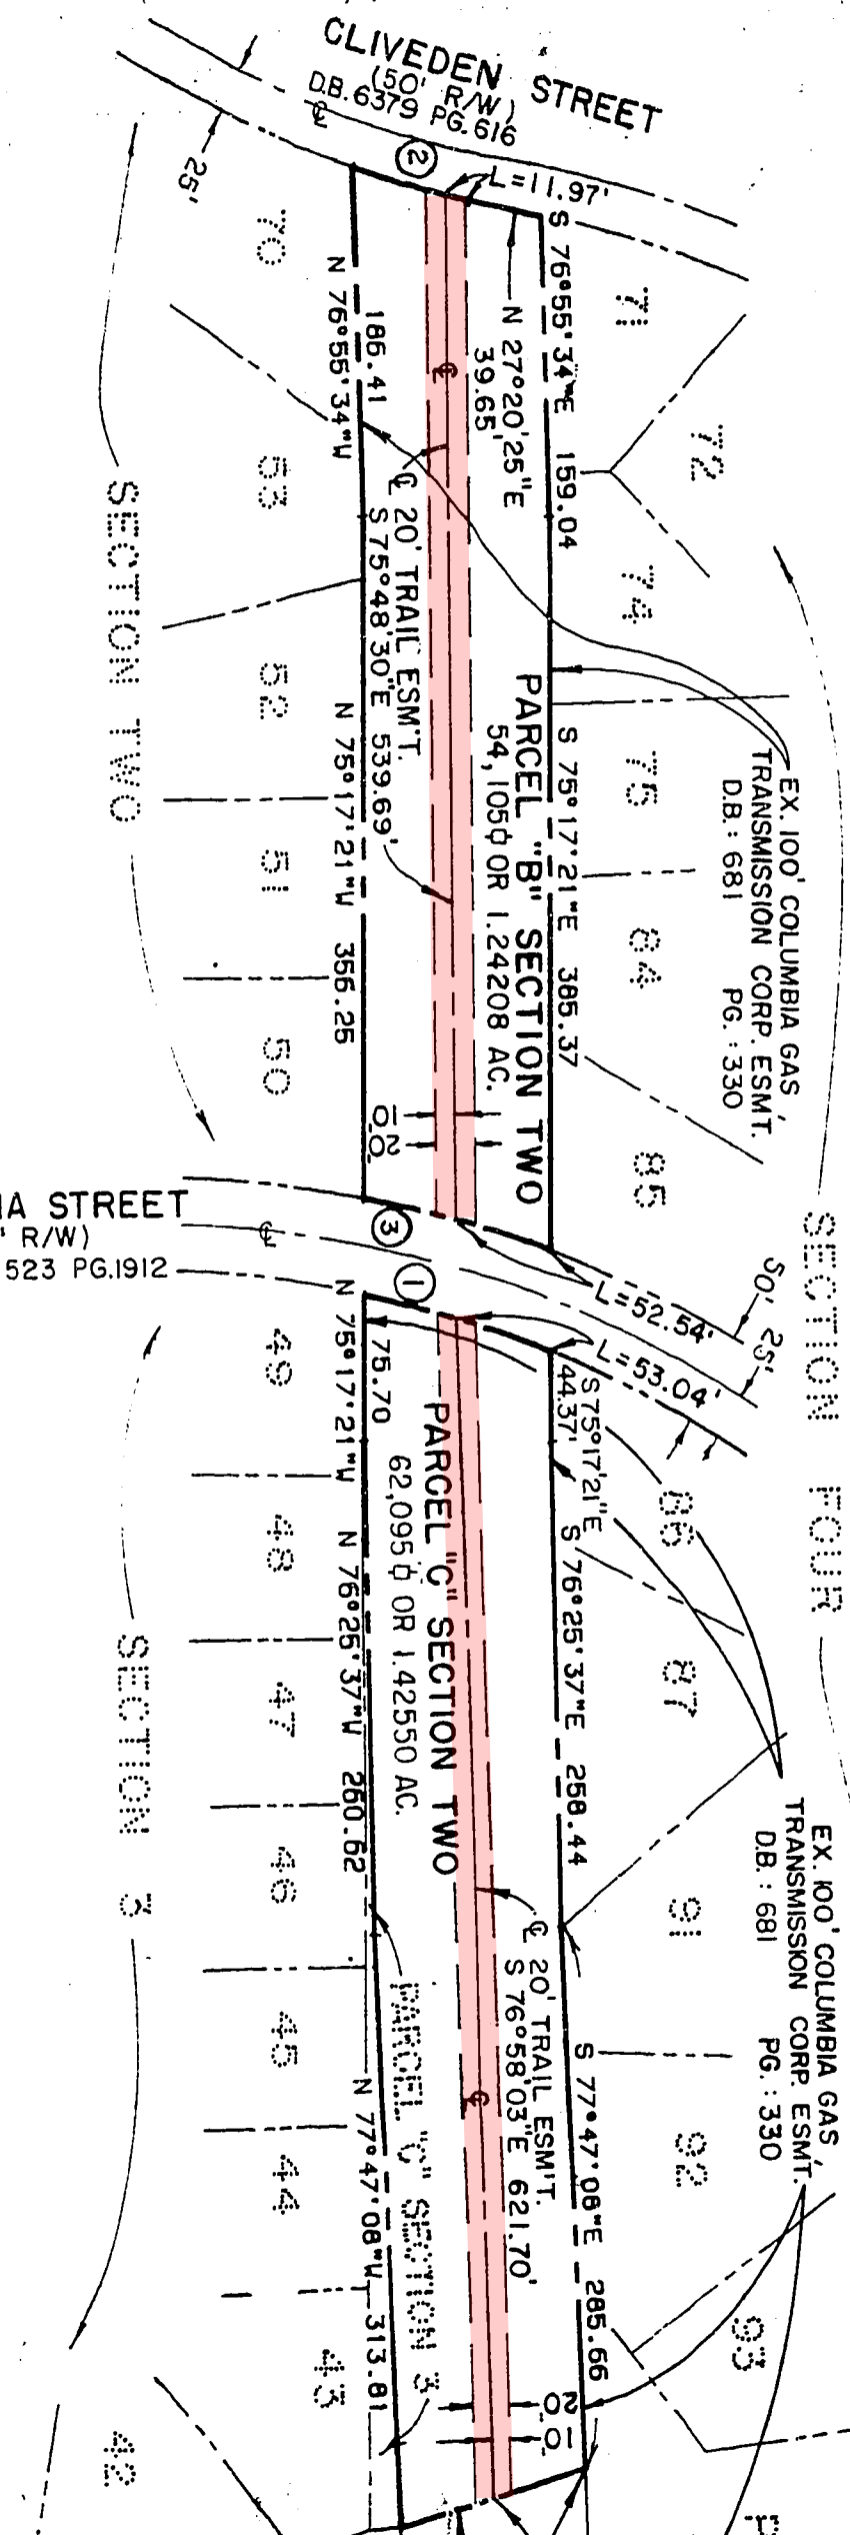 CLIVEDEN STREET
(50' R/W)
D.B. 6379 PG. 616
℄
25'
②
L=11.97'
70
71
72
S 76°55'34"E 159.04
N 27°20'25"E
39.65'
186.41
N 76°55'34"W
℄
53
74
SECTION TWO
℄ 20' TRAIL ESM'T.
S 75°48'30"E 539.69'
52
75
PARCEL "B" SECTION TWO
54,105⌽ OR 1.24208 AC.
S 75°17'21"E 385.37
EX. 100' COLUMBIA GAS
TRANSMISSION CORP. ESMT.
D.B.: 681 PG.: 330
N 75°17'21"W 356.25
51
84
50
85
10
20
IA STREET
' R/W)
523 PG.1912
℄
③
①
L=52.54'
L=53.04'
50'
25'
SECTION FOUR
49
N 75°17'21"W
75.70
S 75°17'21"E
44.37'
86
PARCEL "C" SECTION TWO
62,095⌽ OR 1.42550 AC.
48
N 76°25'37"W 260.62
S 76°25'37"E 258.44
87
47
SECTION 3
46
91
EX. 100' COLUMBIA GAS
TRANSMISSION CORP. ESM'T.
D.B.: 681 PG.: 330
℄ 20' TRAIL ESM'T.
S 76°58'03"E 621.70'
℄
45
PARCEL "C" SECTION 3
N 77°47'08"W 313.81
S 77°47'08"E 285.66
92
44
93
43
20
10
42